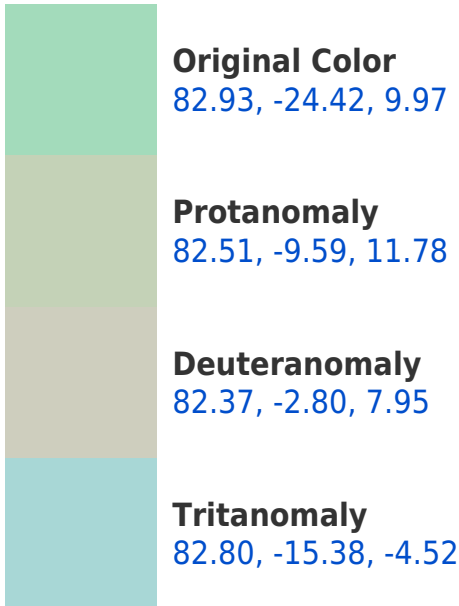 Original Color
82.93, -24.42, 9.97
Protanomaly
82.51, -9.59, 11.78
Deuteranomaly
82.37, -2.80, 7.95
Tritanomaly
82.80, -15.38, -4.52